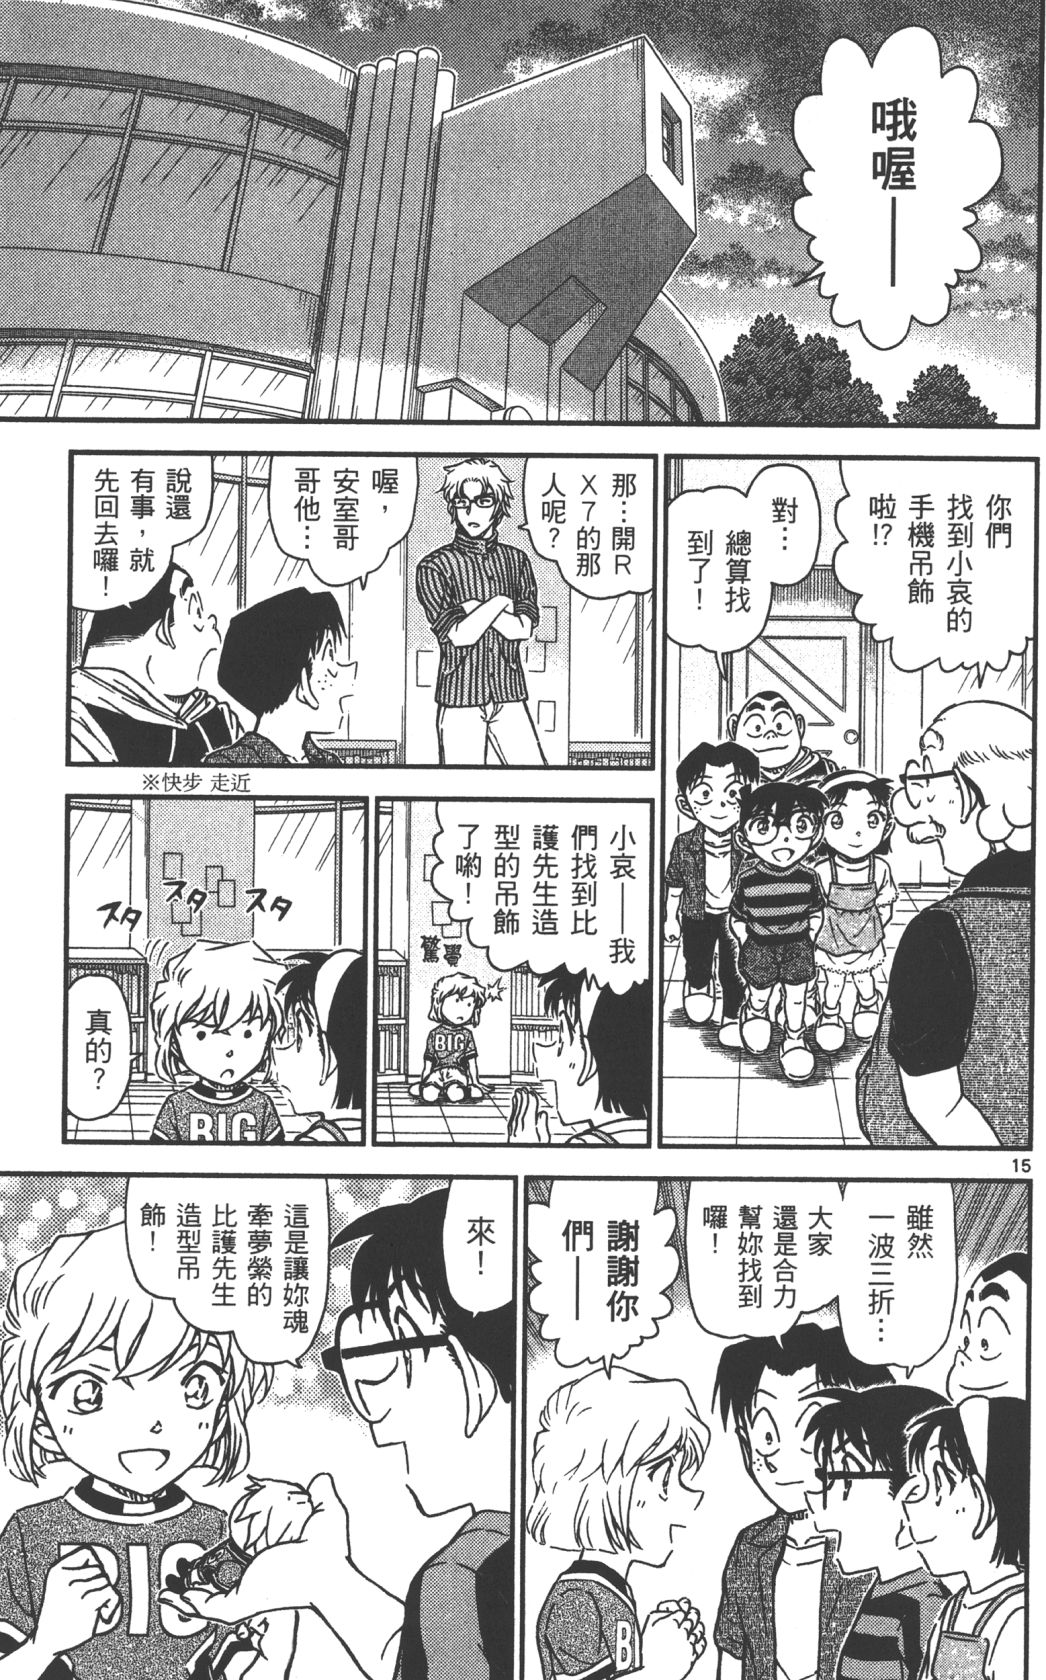 哦喔──
你們
找到小哀的
手機吊飾
啦!?
對…
總算找
到了！
那…開R
X7的那
人呢？
喔，
安室哥
哥他…
說還
有事，就
先回去囉！
小哀──我
們找到比
護先生造
型的吊飾
了喲！
驚
※快步 走近
スタ
スタ
スタ
真的？
BIG
BIG
15
雖然
一波三折…
大家
還是合力
幫妳找到
囉！
謝謝你
們──
來！
這是讓妳魂
牽夢縈的
比護先生
造型吊
飾！
BIG